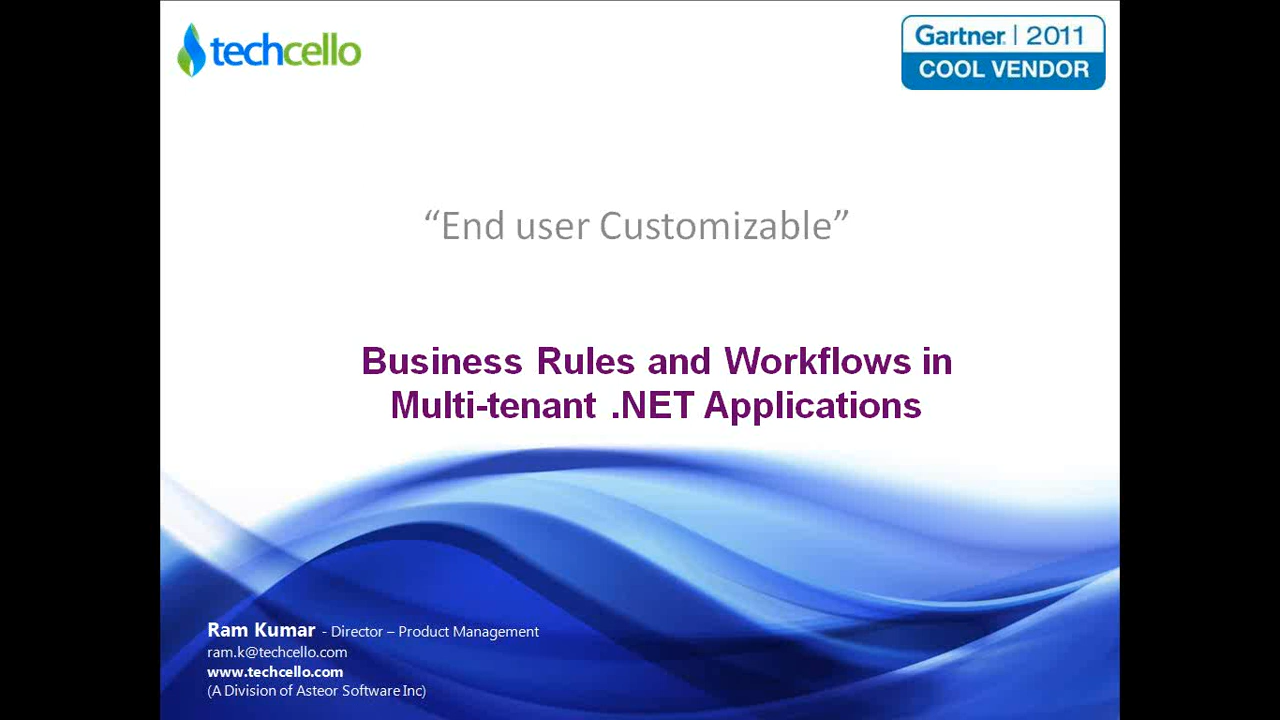 techcello
Gartner. | 2011
COOL VENDOR
“End user Customizable”
Business Rules and Workflows in
Multi-tenant .NET Applications
Ram Kumar - Director – Product Management
ram.k@techcello.com
www.techcello.com
(A Division of Asteor Software Inc)